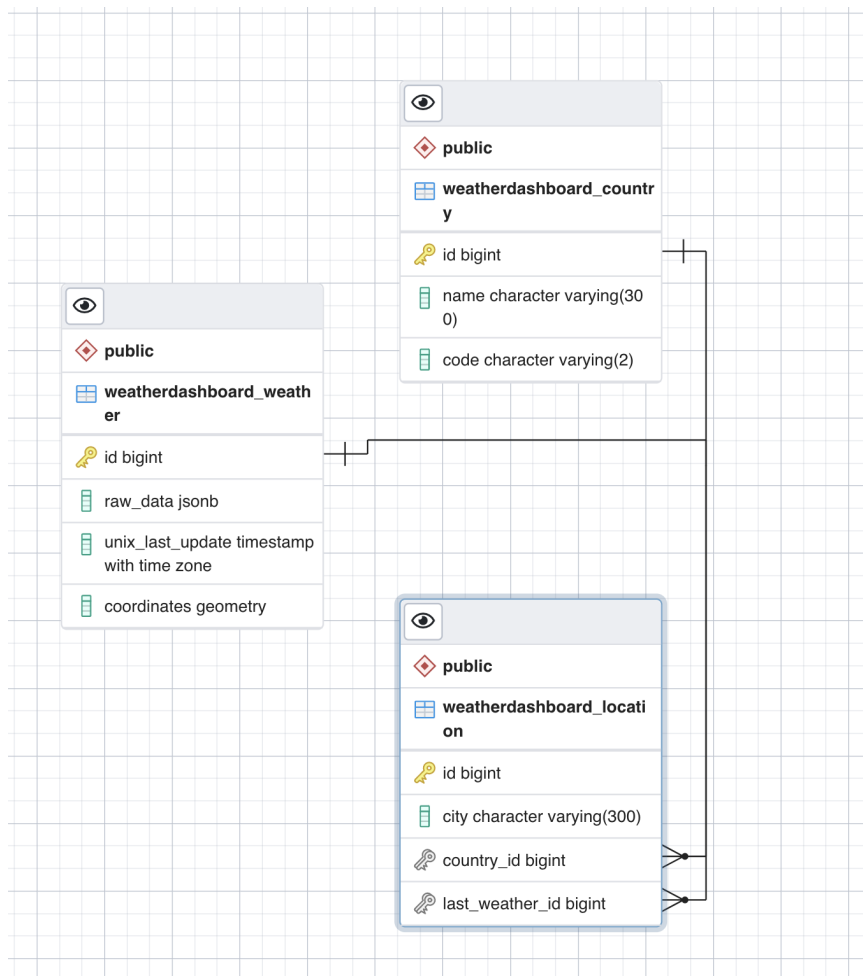 public
weatherdashboard_countr
y
id bigint
name character varying(30
0)
code character varying(2)
public
weatherdashboard_weath
er
id bigint
raw_data jsonb
unix_last_update timestamp
with time zone
coordinates geometry
public
weatherdashboard_locati
on
id bigint
city character varying(300)
country_id bigint
last_weather_id bigint